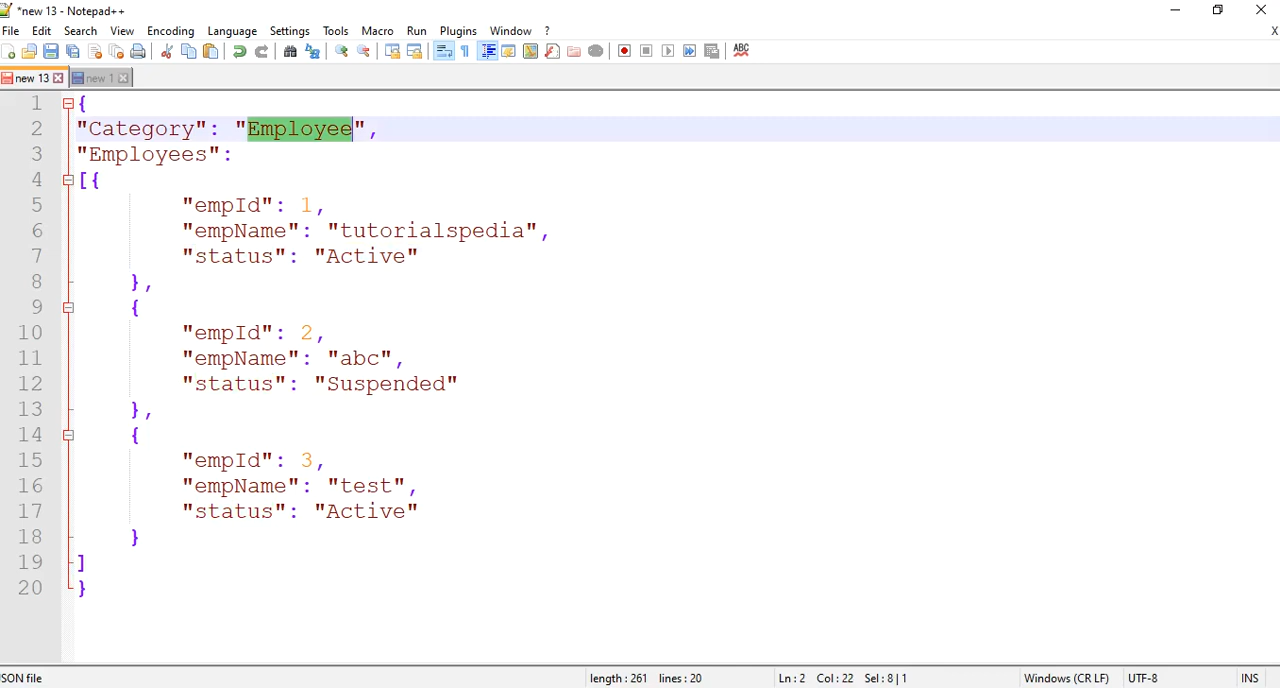 *new 13 - Notepad++
File Edit Search View Encoding Language Settings Tools Macro Run Plugins Window ? X
ABC
new 13 new 1
1 {
2 "Category": "Employee",
3 "Employees":
4 [{
5 "empId": 1,
6 "empName": "tutorialspedia",
7 "status": "Active"
8 },
9 {
10 "empId": 2,
11 "empName": "abc",
12 "status": "Suspended"
13 },
14 {
15 "empId": 3,
16 "empName": "test",
17 "status": "Active"
18 }
19 ]
20 }
SON file length : 261 lines : 20 Ln : 2 Col : 22 Sel : 8 | 1 Windows (CR LF) UTF-8 INS